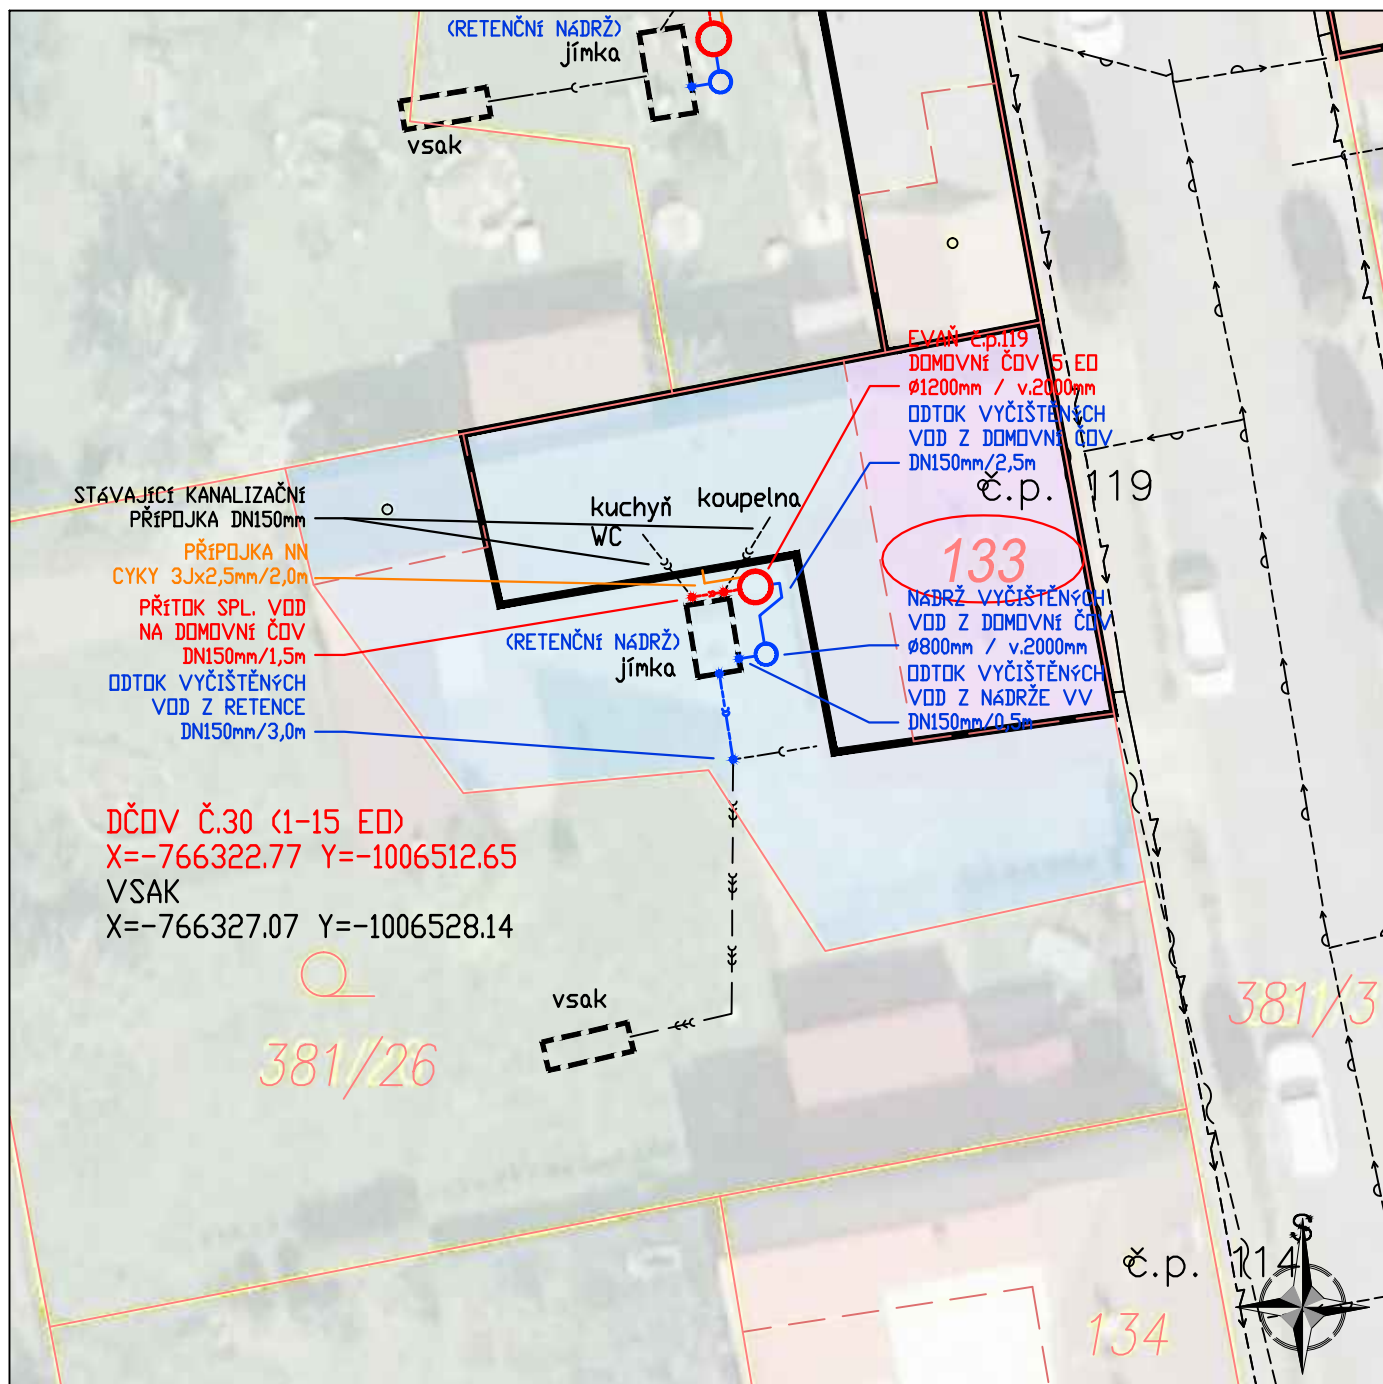 (RETENČNÍ NÁDRŽ)
jímka
vsak
EVAŇ č.p.119
DOMOVNÍ ČOV 5 EO
Ø1200mm / v.2000mm
ODTOK VYČIŠTĚNÝCH
VOD Z DOMOVNÍ ČOV
DN150mm/2,5m
č.p. 119
STÁVAJÍCÍ KANALIZAČNÍ
PŘÍPOJKA DN150mm
kuchyň
WC
koupelna
133
PŘÍPOJKA NN
CYKY 3Jx2,5mm/2,0m
PŘÍTOK SPL. VOD
NA DOMOVNÍ ČOV
DN150mm/1,5m
(RETENČNÍ NÁDRŽ)
jímka
NÁDRŽ VYČIŠTĚNÝCH
VOD Z DOMOVNÍ ČOV
Ø800mm / v.2000mm
ODTOK VYČIŠTĚNÝCH
VOD Z NÁDRŽE VV
DN150mm/0,5m
ODTOK VYČIŠTĚNÝCH
VOD Z RETENCE
DN150mm/3,0m
DČOV Č.30 (1-15 EO)
X=-766322.77 Y=-1006512.65
VSAK
X=-766327.07 Y=-1006528.14
vsak
381/26
381/3
S
č.p. 114
134